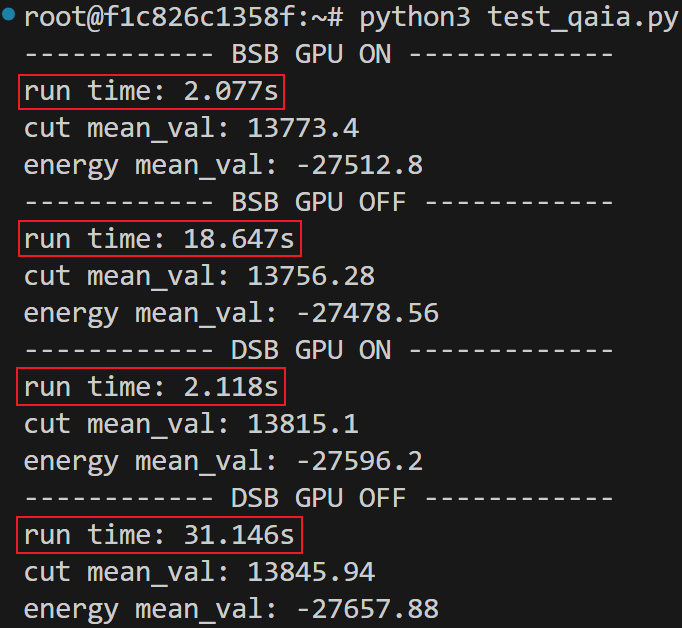 root@f1c826c1358f:~# python3 test_qaia.py
------------ BSB GPU ON -------------
run time: 2.077s
cut mean_val: 13773.4
energy mean_val: -27512.8
------------ BSB GPU OFF ------------
run time: 18.647s
cut mean_val: 13756.28
energy mean_val: -27478.56
------------ DSB GPU ON -------------
run time: 2.118s
cut mean_val: 13815.1
energy mean_val: -27596.2
------------ DSB GPU OFF ------------
run time: 31.146s
cut mean_val: 13845.94
energy mean_val: -27657.88